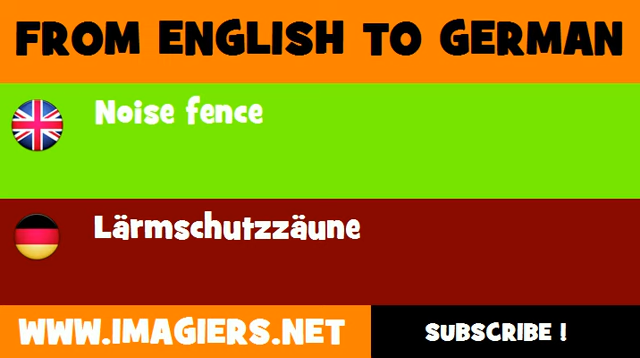 FROM ENGLISH TO GERMAN
Noise fence
Lärmschutzzäune
WWW.IMAGIERS.NET
SUBSCRIBE !